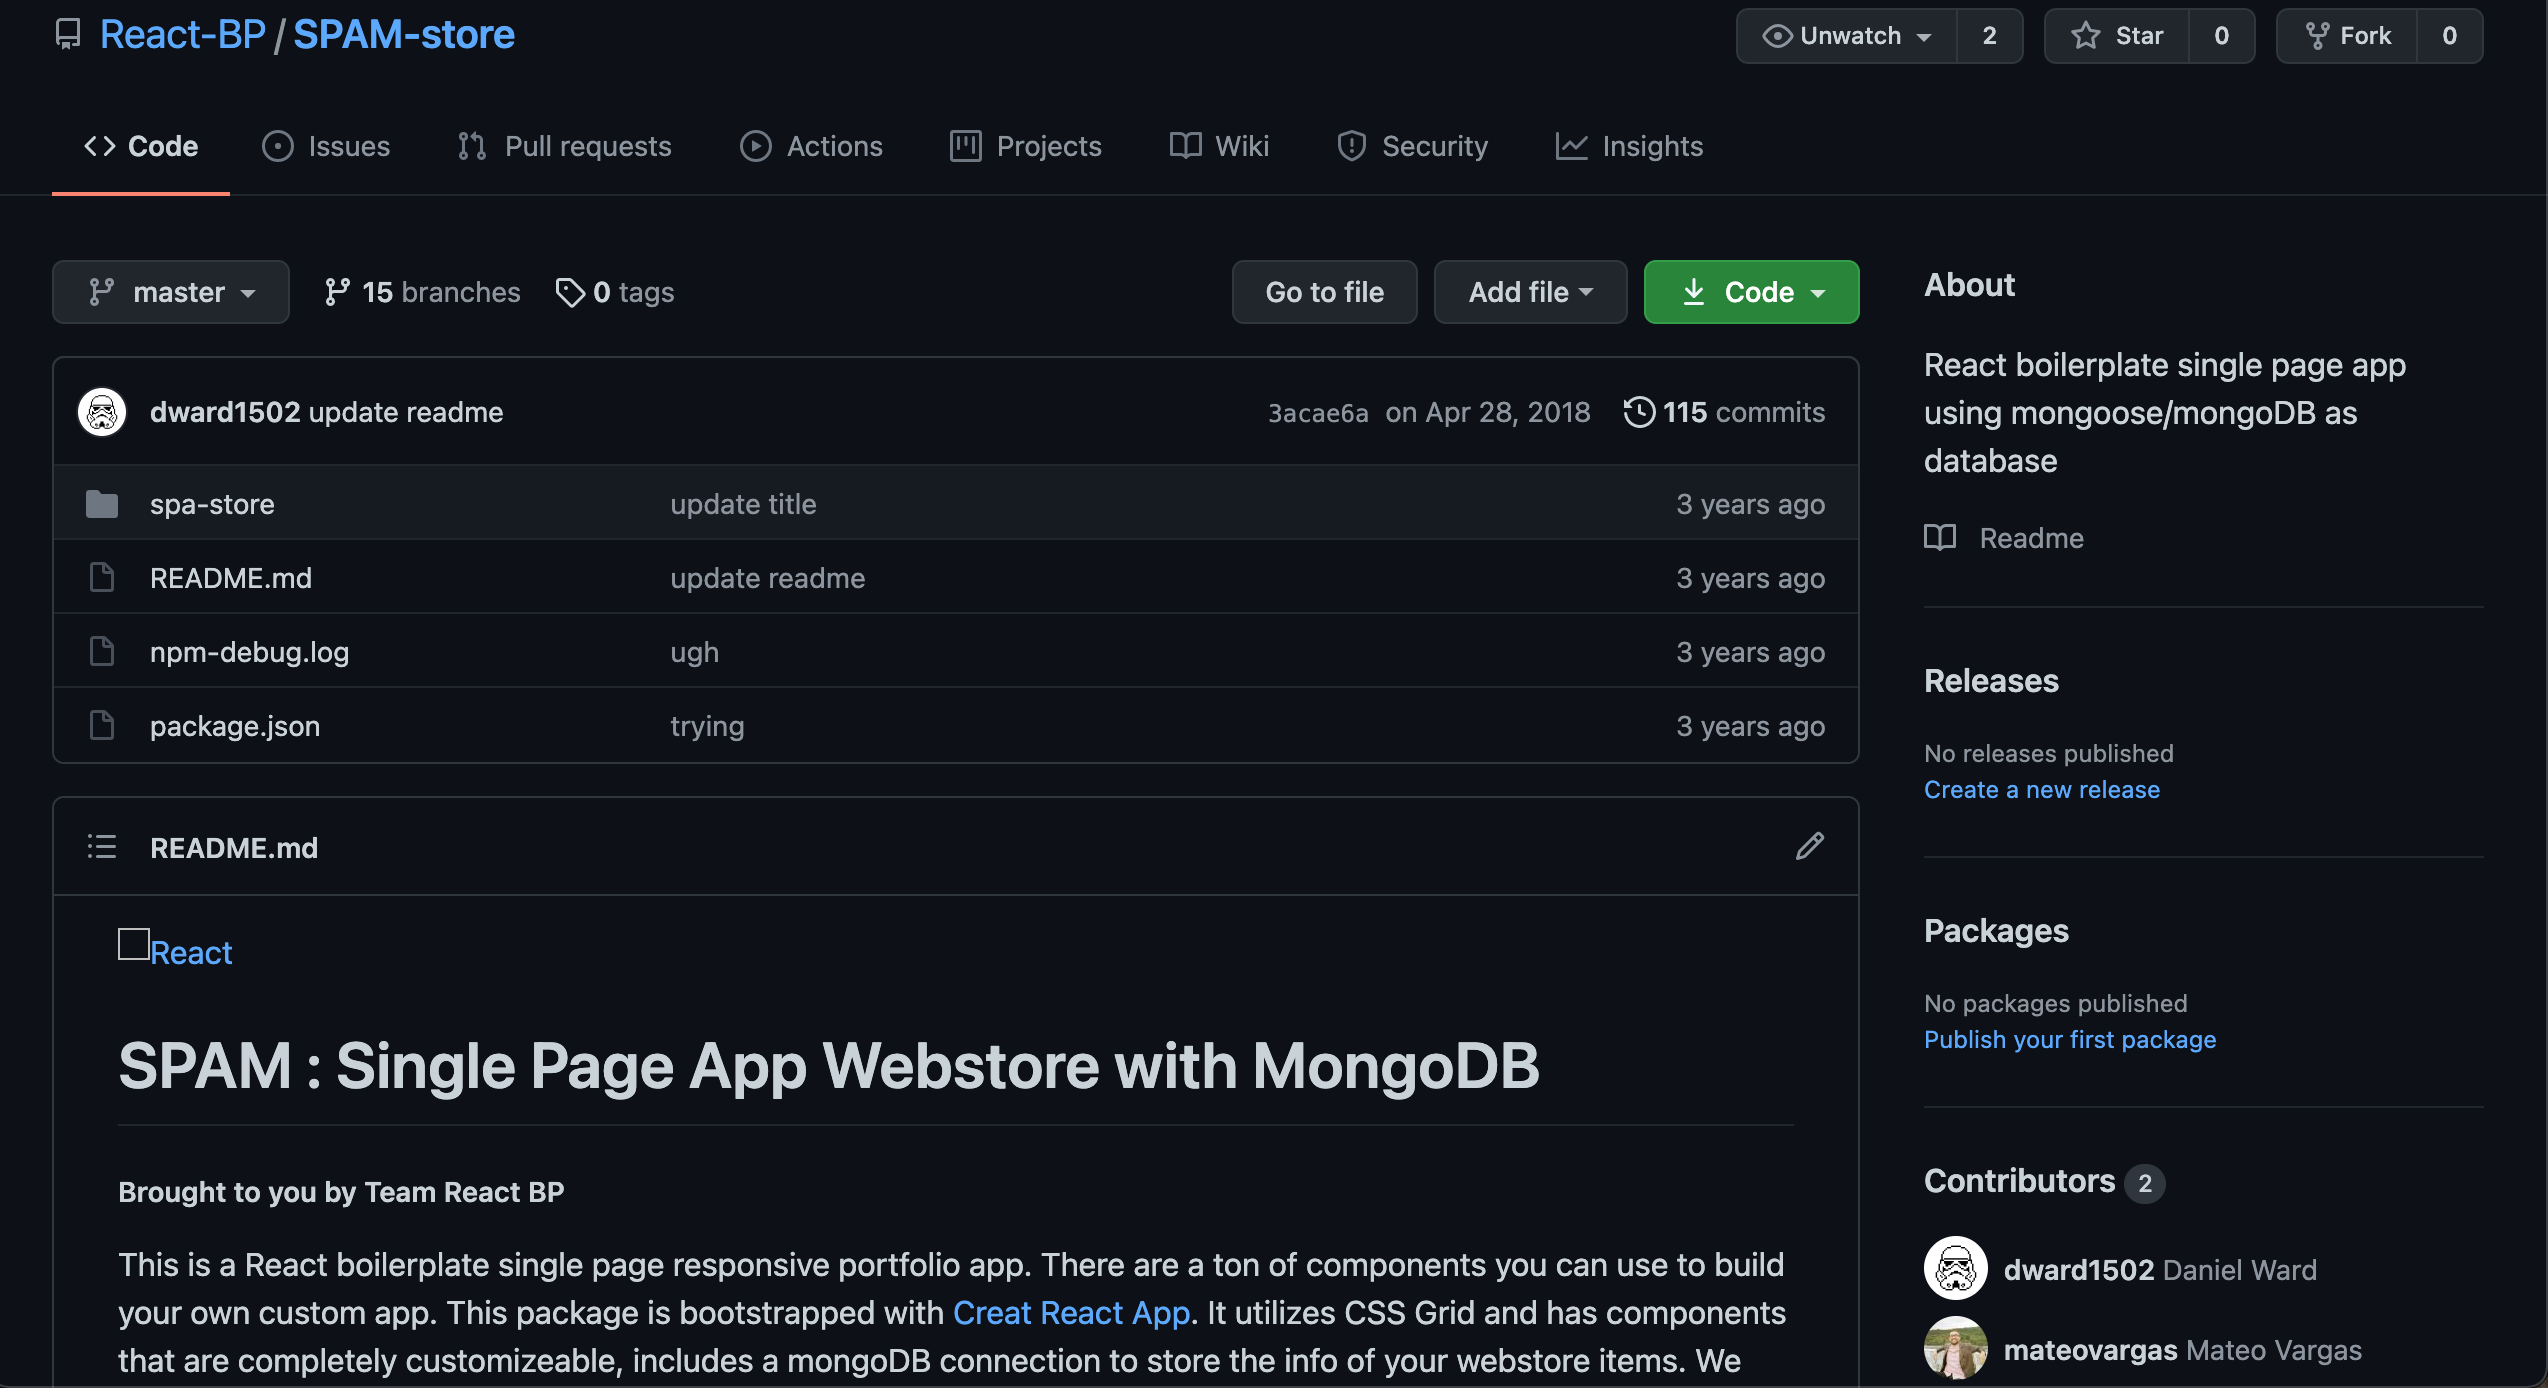 React-BP / SPAM-store
Unwatch 2 Star 0 Fork 0
Code Issues Pull requests Actions Projects Wiki Security Insights
master 15 branches 0 tags Go to file Add file Code
dward1502 update readme 3acae6a on Apr 28, 2018 115 commits
spa-store update title 3 years ago
README.md update readme 3 years ago
npm-debug.log ugh 3 years ago
package.json trying 3 years ago
README.md
React
SPAM : Single Page App Webstore with MongoDB
Brought to you by Team React BP
This is a React boilerplate single page responsive portfolio app. There are a ton of components you can use to build
your own custom app. This package is bootstrapped with Creat React App. It utilizes CSS Grid and has components
that are completely customizeable, includes a mongoDB connection to store the info of your webstore items. We
About
React boilerplate single page app
using mongoose/mongoDB as
database
Readme
Releases
No releases published
Create a new release
Packages
No packages published
Publish your first package
Contributors 2
dward1502 Daniel Ward
mateovargas Mateo Vargas